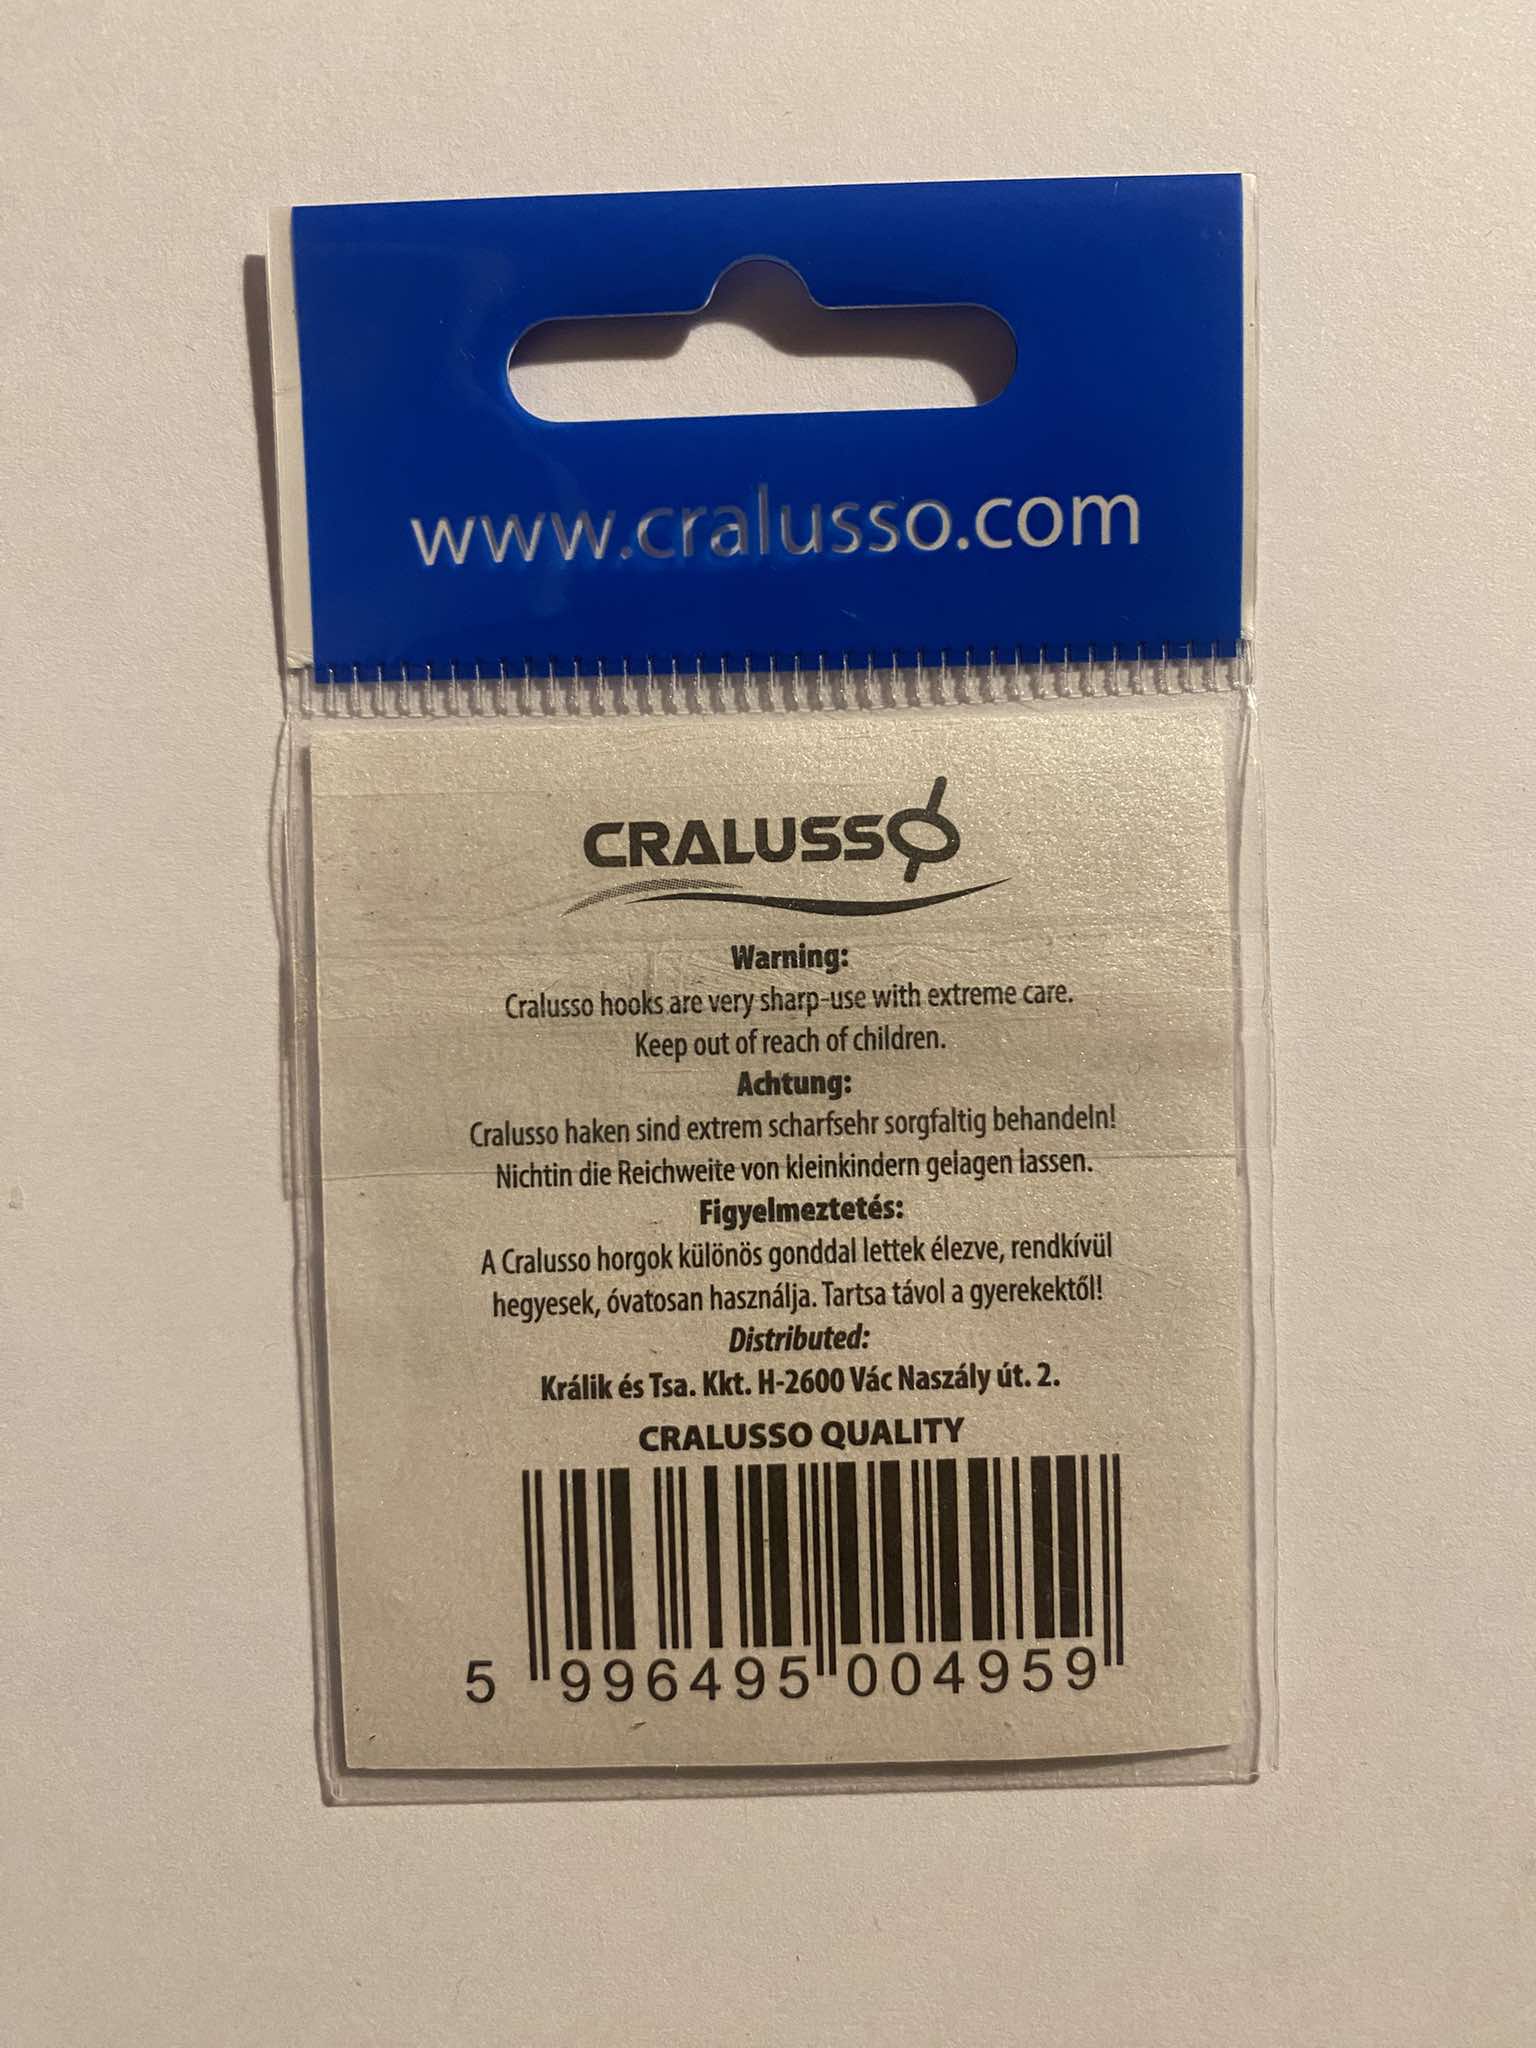 www.cralusso.com
CRALUSSO
Warning:
Cralusso hooks are very sharp-use with extreme care.
Keep out of reach of children.
Achtung:
Cralusso haken sind extrem scharfsehr sorgfaltig behandeln!
Nichtin die Reichweite von kleinkindern gelagen lassen.
Figyelmeztetés:
A Cralusso horgok különös gonddal lettek élezve, rendkívül
hegyesek, óvatosan használja. Tartsa távol a gyerekektől!
Distributed:
Králik és Tsa. Kkt. H-2600 Vác Naszály út. 2.
CRALUSSO QUALITY
5 996495 004959